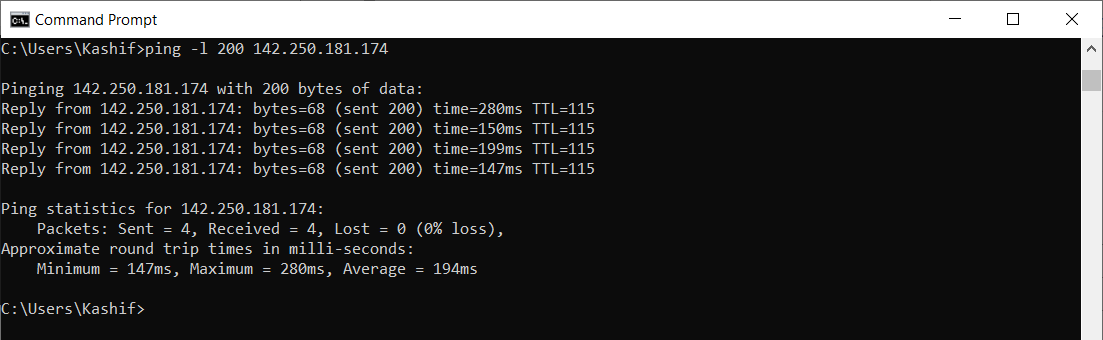 Command Prompt
C:\Users\Kashif>ping -l 200 142.250.181.174
Pinging 142.250.181.174 with 200 bytes of data:
Reply from 142.250.181.174: bytes=68 (sent 200) time=280ms TTL=115
Reply from 142.250.181.174: bytes=68 (sent 200) time=150ms TTL=115
Reply from 142.250.181.174: bytes=68 (sent 200) time=199ms TTL=115
Reply from 142.250.181.174: bytes=68 (sent 200) time=147ms TTL=115
Ping statistics for 142.250.181.174:
    Packets: Sent = 4, Received = 4, Lost = 0 (0% loss),
Approximate round trip times in milli-seconds:
    Minimum = 147ms, Maximum = 280ms, Average = 194ms
C:\Users\Kashif>